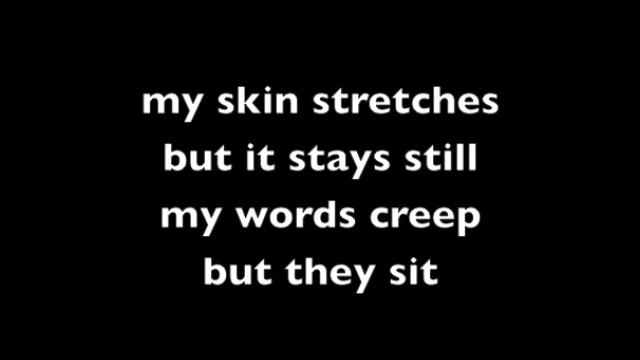 my skin stretches
but it stays still
my words creep
but they sit